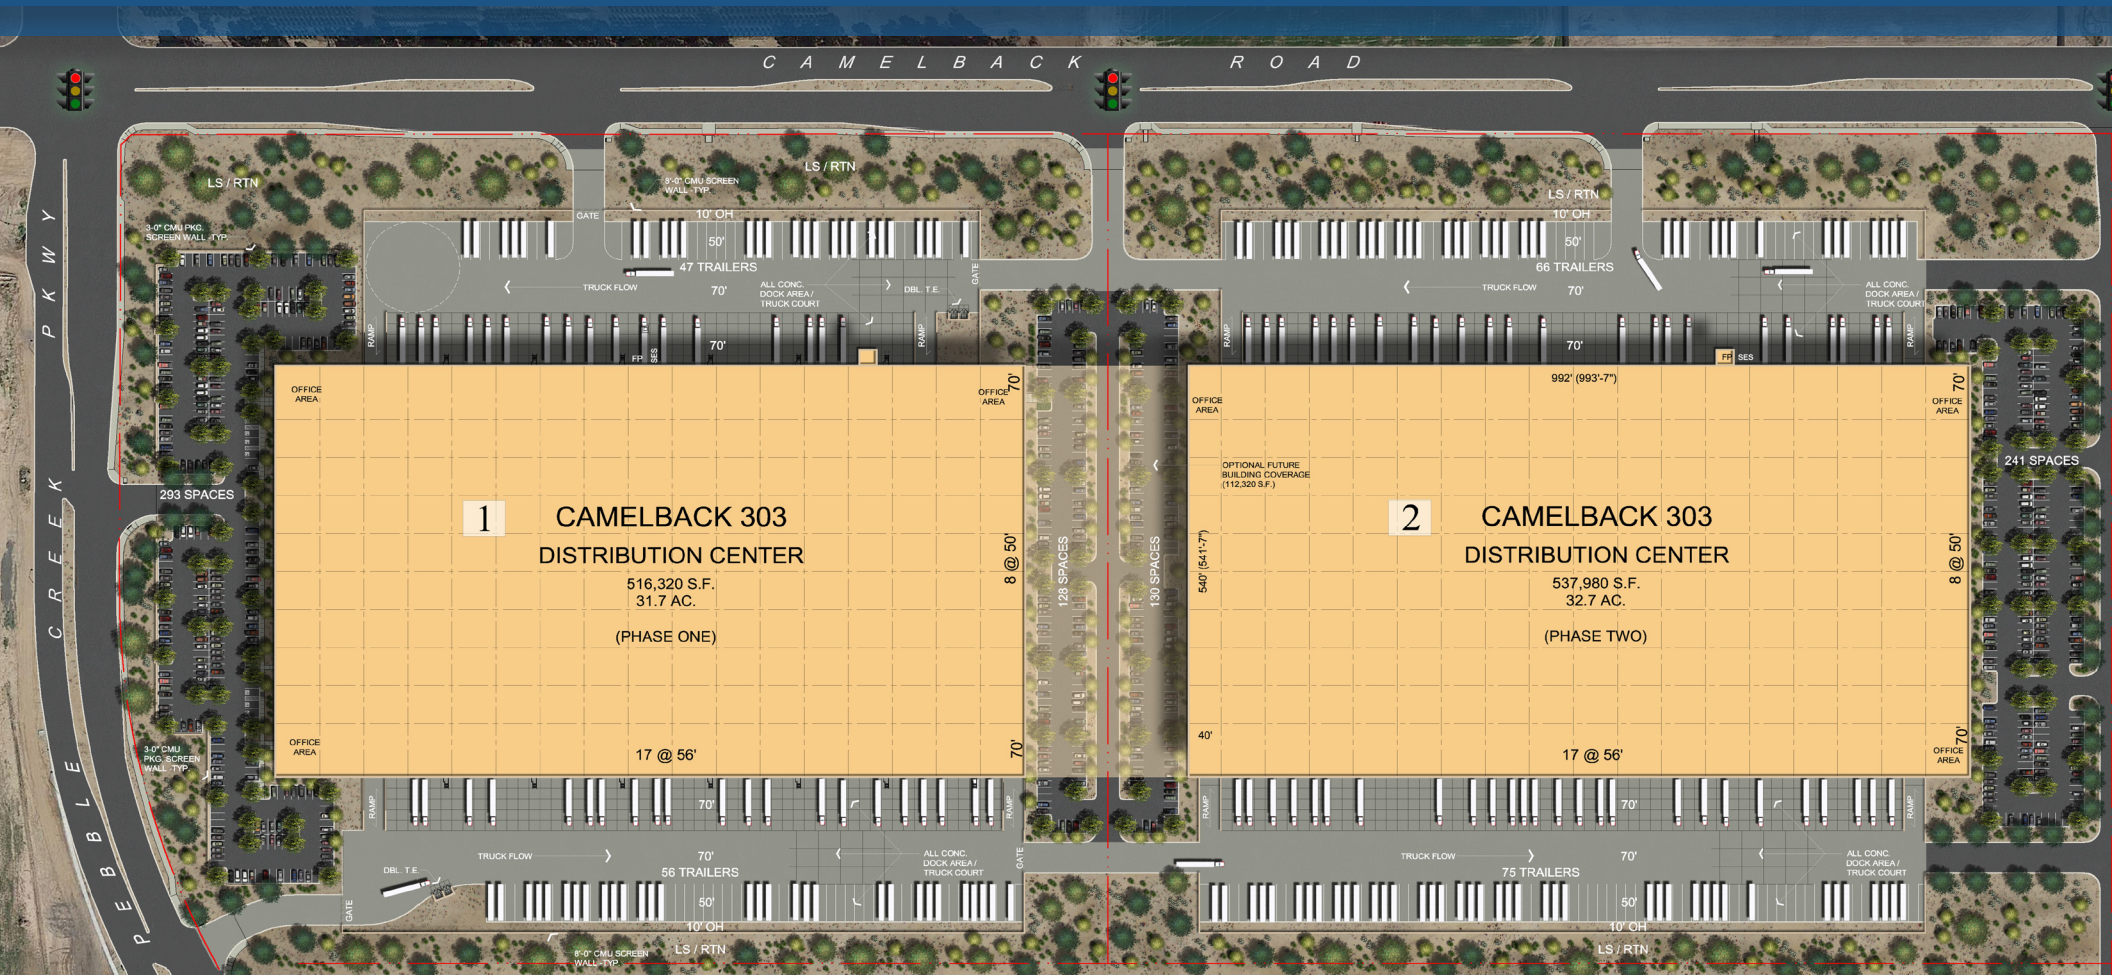 CAMELBACK ROAD
PEBBLE CREEK PKWY
LS / RTN
8'-0" CMU SCREEN
WALL -TYP.
LS / RTN
LS / RTN
3-0" CMU PKG.
SCREEN WALL -TYP.
GATE
10' OH
50'
47 TRAILERS
TRUCK FLOW
70'
ALL CONC.
DOCK AREA /
TRUCK COURT
DBL. T.E.
GATE
RAMP
FP
SES
70'
RAMP
10' OH
50'
66 TRAILERS
TRUCK FLOW
70'
ALL CONC.
DOCK AREA /
TRUCK COURT
RAMP
70'
FP
SES
RAMP
OFFICE
AREA
OFFICE
AREA
70'
293 SPACES
1
CAMELBACK 303
DISTRIBUTION CENTER
516,320 S.F.
31.7 AC.
(PHASE ONE)
8 @ 50'
OFFICE
AREA
17 @ 56'
70'
128 SPACES
130 SPACES
992' (993'-7")
OFFICE
AREA
70'
OFFICE
AREA
OPTIONAL FUTURE
BUILDING COVERAGE
(112,320 S.F.)
540' (541'-7")
2
CAMELBACK 303
DISTRIBUTION CENTER
537,980 S.F.
32.7 AC.
(PHASE TWO)
8 @ 50'
40'
17 @ 56'
70'
OFFICE
AREA
241 SPACES
3-0" CMU
PKG. SCREEN
WALL -TYP.
RAMP
70'
RAMP
TRUCK FLOW
70'
ALL CONC.
DOCK AREA /
TRUCK COURT
GATE
DBL. T.E.
56 TRAILERS
GATE
50'
10' OH
8'-0" CMU SCREEN
WALL -TYP.
LS / RTN
RAMP
70'
RAMP
TRUCK FLOW
70'
ALL CONC.
DOCK AREA /
TRUCK COURT
75 TRAILERS
50'
10' OH
LS / RTN